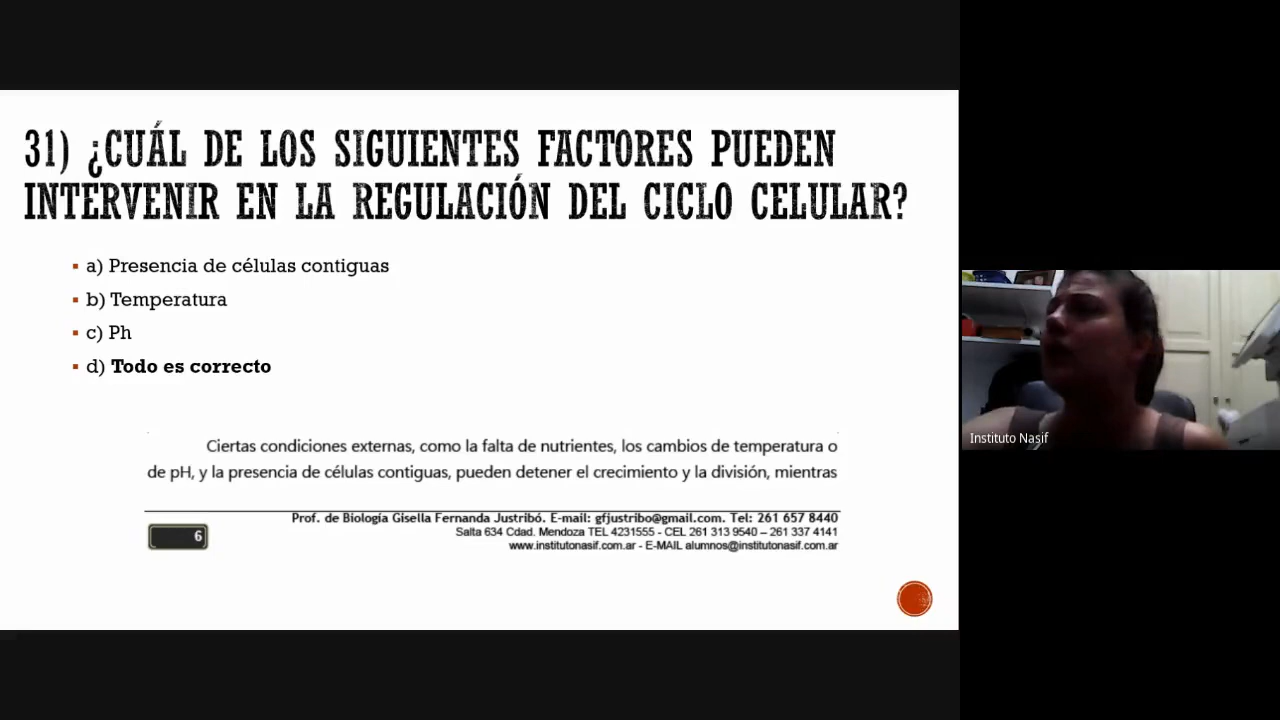 31) ¿CUÁL DE LOS SIGUIENTES FACTORES PUEDEN
INTERVENIR EN LA REGULACIÓN DEL CICLO CELULAR?
a) Presencia de células contiguas
b) Temperatura
c) Ph
d) Todo es correcto
Ciertas condiciones externas, como la falta de nutrientes, los cambios de temperatura o
de pH, y la presencia de células contiguas, pueden detener el crecimiento y la división, mientras
Prof. de Biología Gisella Fernanda Justribó. E-mail: gfjustribo@gmail.com. Tel: 261 657 8440
6
Salta 634 Cdad. Mendoza TEL 4231555 - CEL 261 313 9540 – 261 337 4141
www.institutonasif.com.ar - E-MAIL alumnos@institutonasif.com.ar
Instituto Nasif